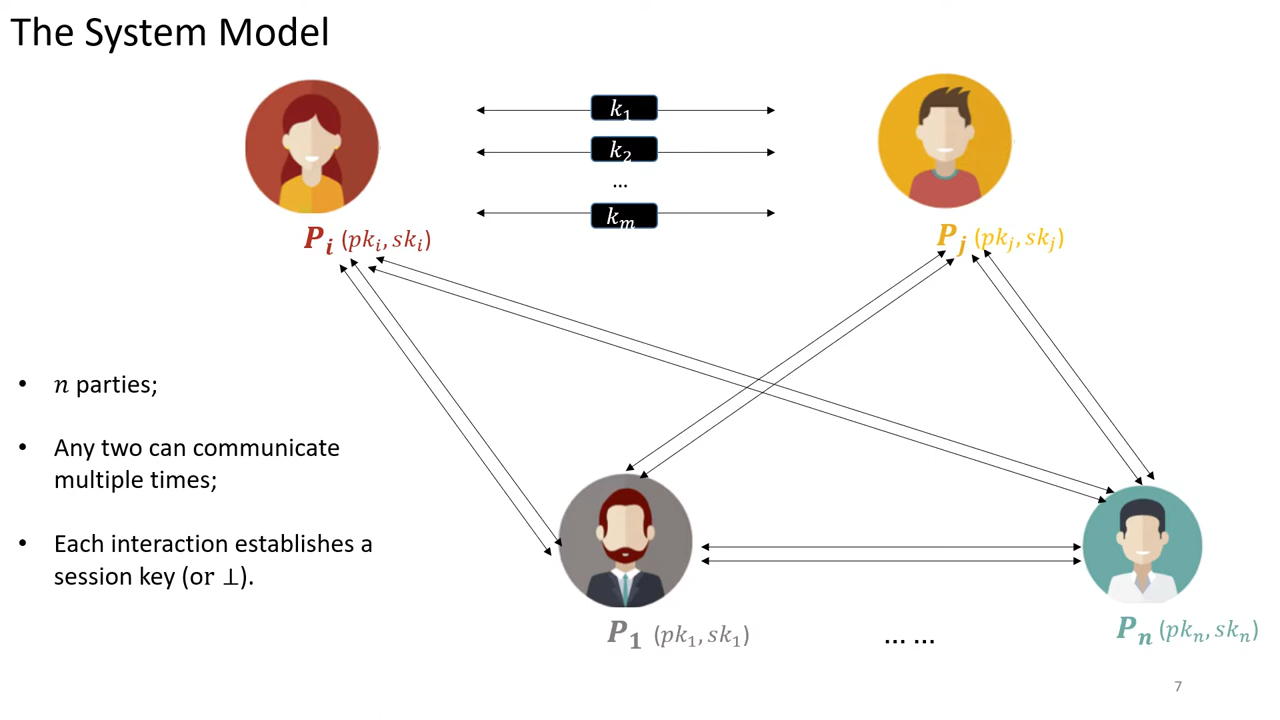 The System Model
k₁
k₂
...
kₘ
Pᵢ (pkᵢ, skᵢ)
Pⱼ (pkⱼ, skⱼ)
• n parties;
• Any two can communicate
multiple times;
• Each interaction establishes a
session key (or ⊥).
P₁ (pk₁, sk₁)
... ...
Pₙ (pkₙ, skₙ)
7